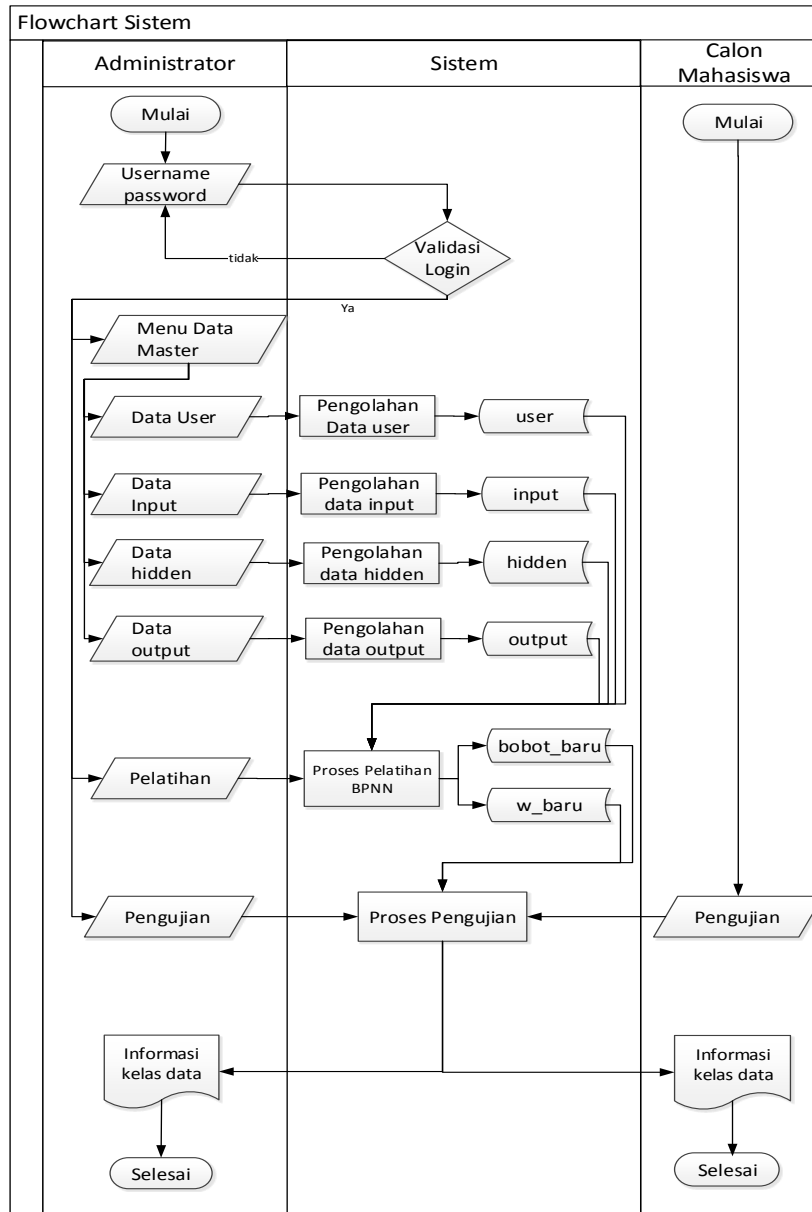 Flowchart Sistem
Administrator
Sistem
Calon
Mahasiswa
Mulai
Mulai
Username
password
Validasi
Login
tidak
Ya
Menu Data
Master
Data User
Pengolahan
Data user
user
Data
Input
Pengolahan
data input
input
Data
hidden
Pengolahan
data hidden
hidden
Data
output
Pengolahan
data output
output
Pelatihan
Proses Pelatihan
BPNN
bobot_baru
w_baru
Pengujian
Proses Pengujian
Pengujian
Informasi
kelas data
Informasi
kelas data
Selesai
Selesai